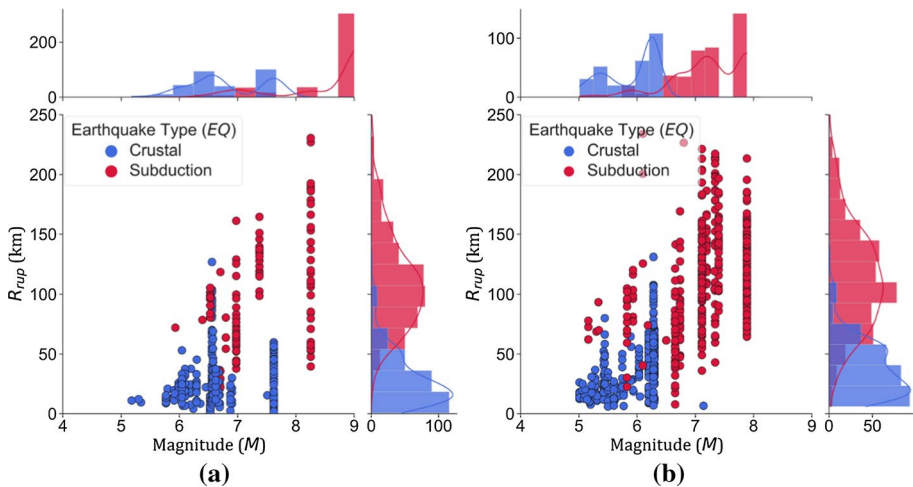 200
0
100
0
250
200
150
100
50
0
R_rup (km)
Earthquake Type (EQ)
Crustal
Subduction
4 5 6 7 8 9
Magnitude (M)
0 100
(a)
250
200
150
100
50
0
R_rup (km)
Earthquake Type (EQ)
Crustal
Subduction
4 5 6 7 8 9
Magnitude (M)
0 50
(b)